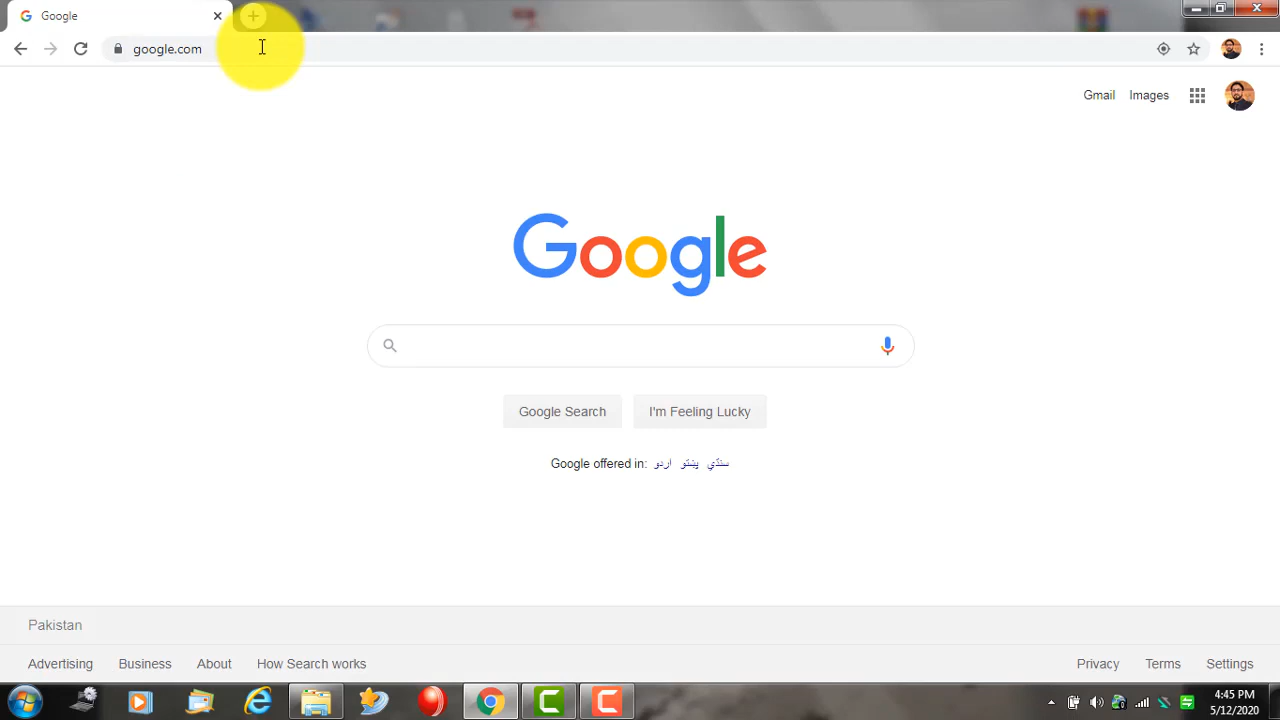 Google
google.com
Gmail Images
Google
Google Search I'm Feeling Lucky
Google offered in: اردو پښتو سنڌي
Pakistan
Advertising Business About How Search works Privacy Terms Settings
4:45 PM
5/12/2020